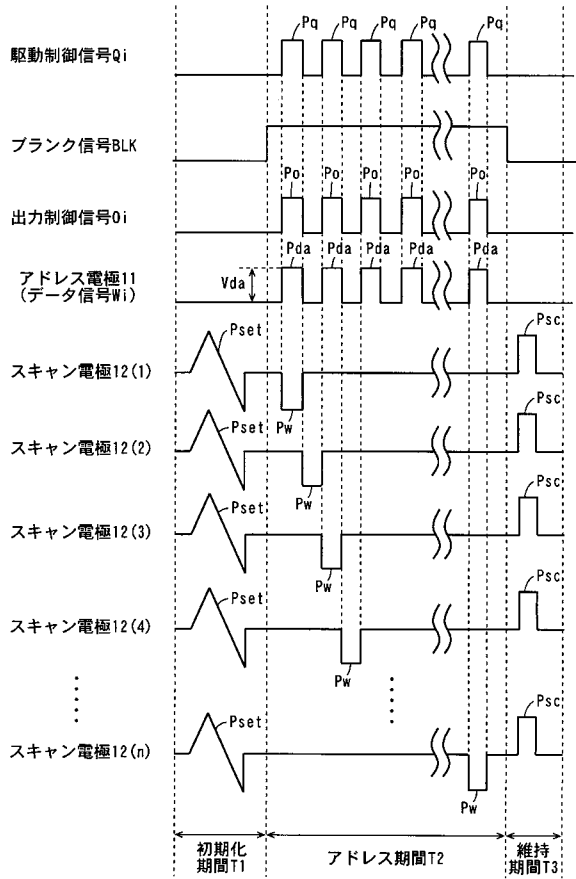 Pq Pq Pq Pq Pq
駆動制御信号Qi
ブランク信号BLK
Po Po Po Po Po
出力制御信号Oi
Pda Pda Pda Pda Pda
アドレス電極11
(データ信号Wi)
Vda
Pset
Psc
スキャン電極12(1)
Pw
Pset
Psc
スキャン電極12(2)
Pw
Pset
Psc
スキャン電極12(3)
Pw
Pset
Psc
スキャン電極12(4)
Pw
Pset
Psc
スキャン電極12(n)
Pw
初期化
期間T1
アドレス期間T2
維持
期間T3